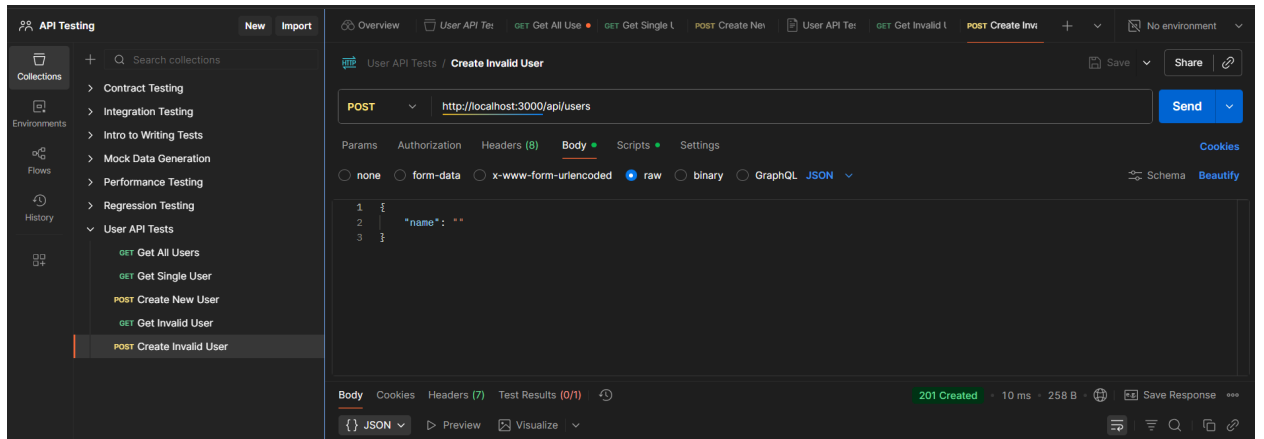 API Testing
New Import
Overview
User API Tes
GET Get All Use
GET Get Single U
POST Create Nev
User API Tes
GET Get Invalid U
POST Create Inva
No environment
Collections
Environments
Flows
History
Search collections
Contract Testing
Integration Testing
Intro to Writing Tests
Mock Data Generation
Performance Testing
Regression Testing
User API Tests
GET Get All Users
GET Get Single User
POST Create New User
GET Get Invalid User
POST Create Invalid User
HTTP User API Tests / Create Invalid User
Save Share
POST http://localhost:3000/api/users Send
Params Authorization Headers (8) Body Scripts Settings Cookies
none form-data x-www-form-urlencoded raw binary GraphQL JSON Schema Beautify
1 {
2 "name": ""
3 }
Body Cookies Headers (7) Test Results (0/1) 201 Created 10 ms 258 B Save Response
{} JSON Preview Visualize